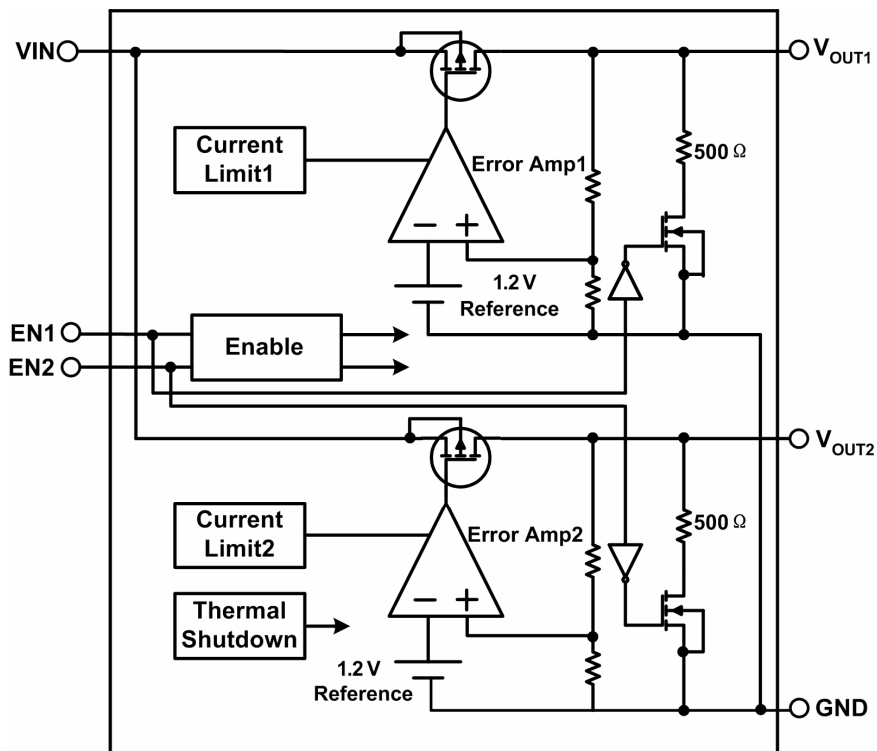 VIN
VOUT1
Current
Limit1
Error Amp1
500 Ω
− +
1.2 V
Reference
EN1
EN2
Enable
VOUT2
Current
Limit2
Error Amp2
500 Ω
Thermal
Shutdown
− +
1.2 V
Reference
GND